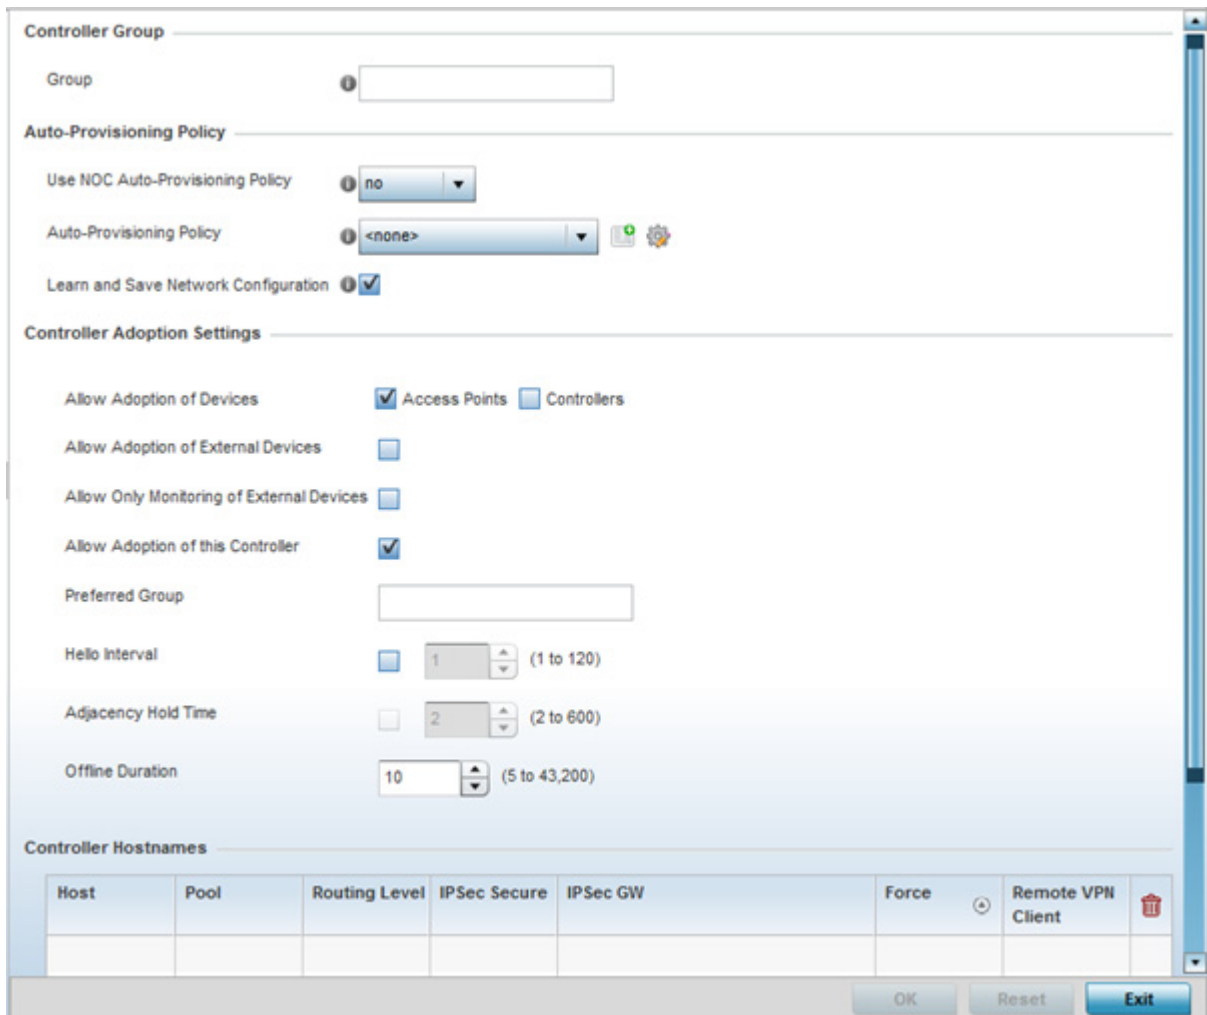 Controller Group
Group
Auto-Provisioning Policy
Use NOC Auto-Provisioning Policy no
Auto-Provisioning Policy <none>
Learn and Save Network Configuration
Controller Adoption Settings
Allow Adoption of Devices Access Points Controllers
Allow Adoption of External Devices
Allow Only Monitoring of External Devices
Allow Adoption of this Controller
Preferred Group
Hello Interval 1 (1 to 120)
Adjacency Hold Time 2 (2 to 600)
Offline Duration 10 (5 to 43,200)
Controller Hostnames
Host Pool Routing Level IPSec Secure IPSec GW Force Remote VPN
Client
OK Reset Exit